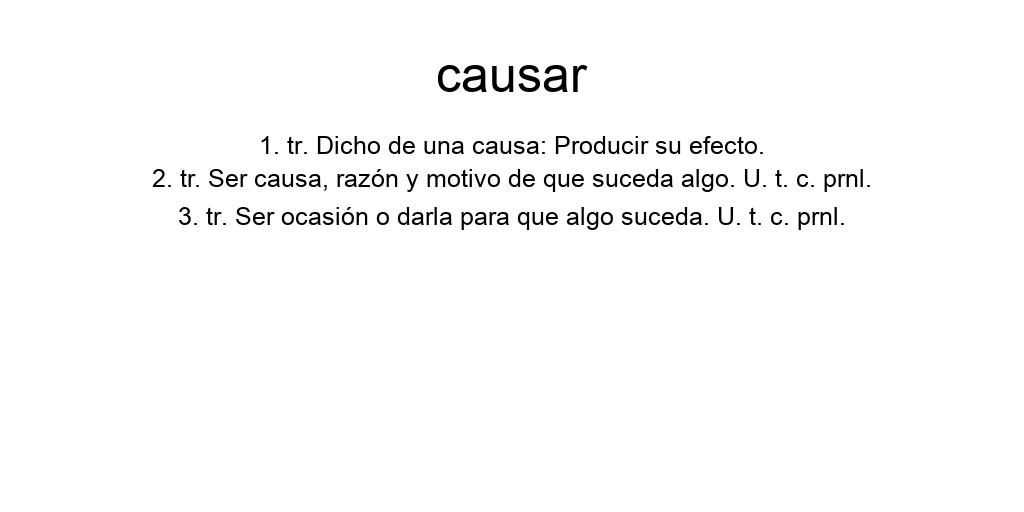 causar
1. tr. Dicho de una causa: Producir su efecto.
2. tr. Ser causa, razón y motivo de que suceda algo. U. t. c. prnl.
3. tr. Ser ocasión o darla para que algo suceda. U. t. c. prnl.